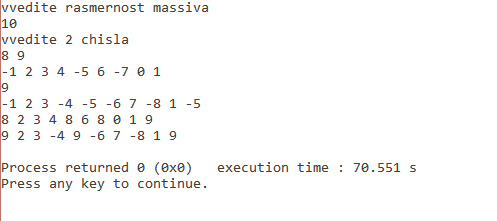 vvedite rasmernost massiva
10
vvedite 2 chisla
8 9
-1 2 3 4 -5 6 -7 0 1
9
-1 2 3 -4 -5 -6 7 -8 1 -5
8 2 3 4 8 6 8 0 1 9
9 2 3 -4 9 -6 7 -8 1 9
Process returned 0 (0x0)   execution time : 70.551 s
Press any key to continue.